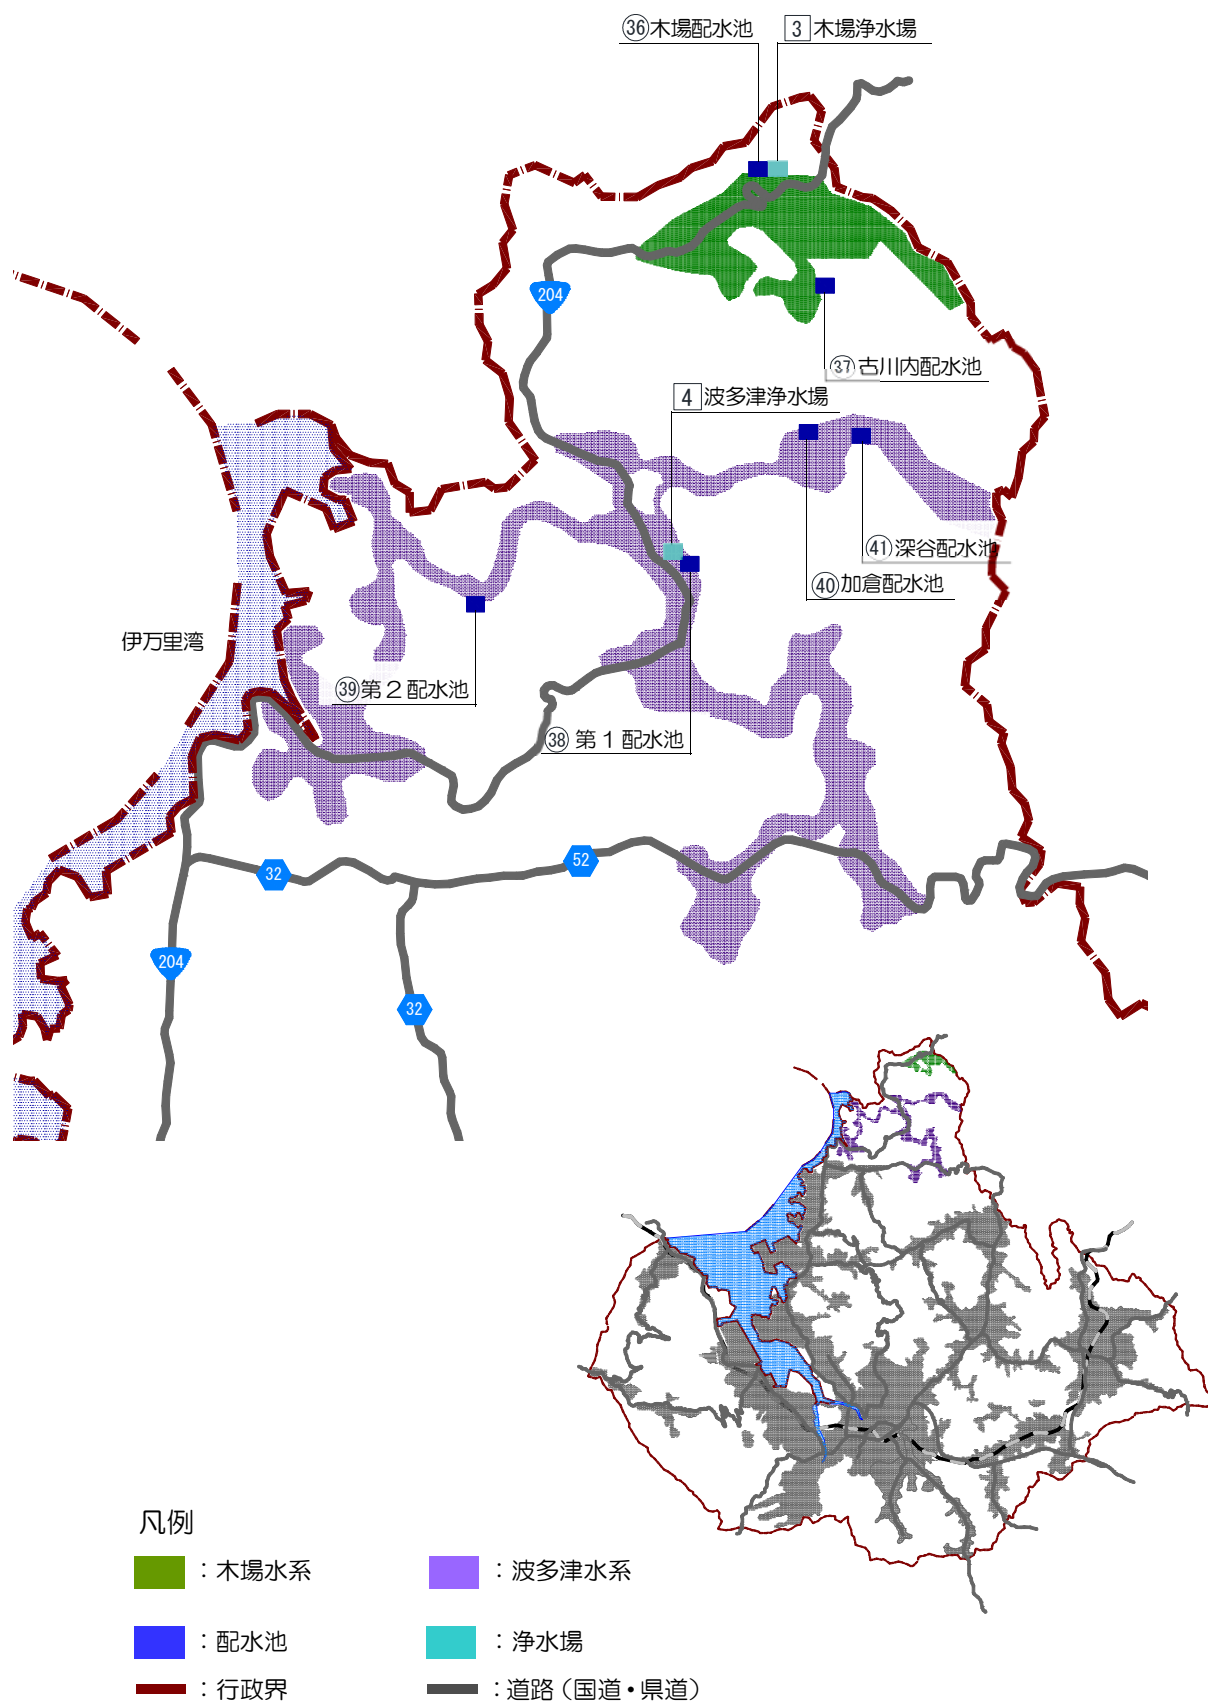 ㊱木場配水池
3 木場浄水場
204
㊲古川内配水池
4 波多津浄水場
㊶深谷配水池
㊵加倉配水池
伊万里湾
㊴第２配水池
㊳ 第１配水池
52
32
204
32
凡例
：木場水系
：波多津水系
：配水池
：浄水場
：行政界
：道路（国道・県道）